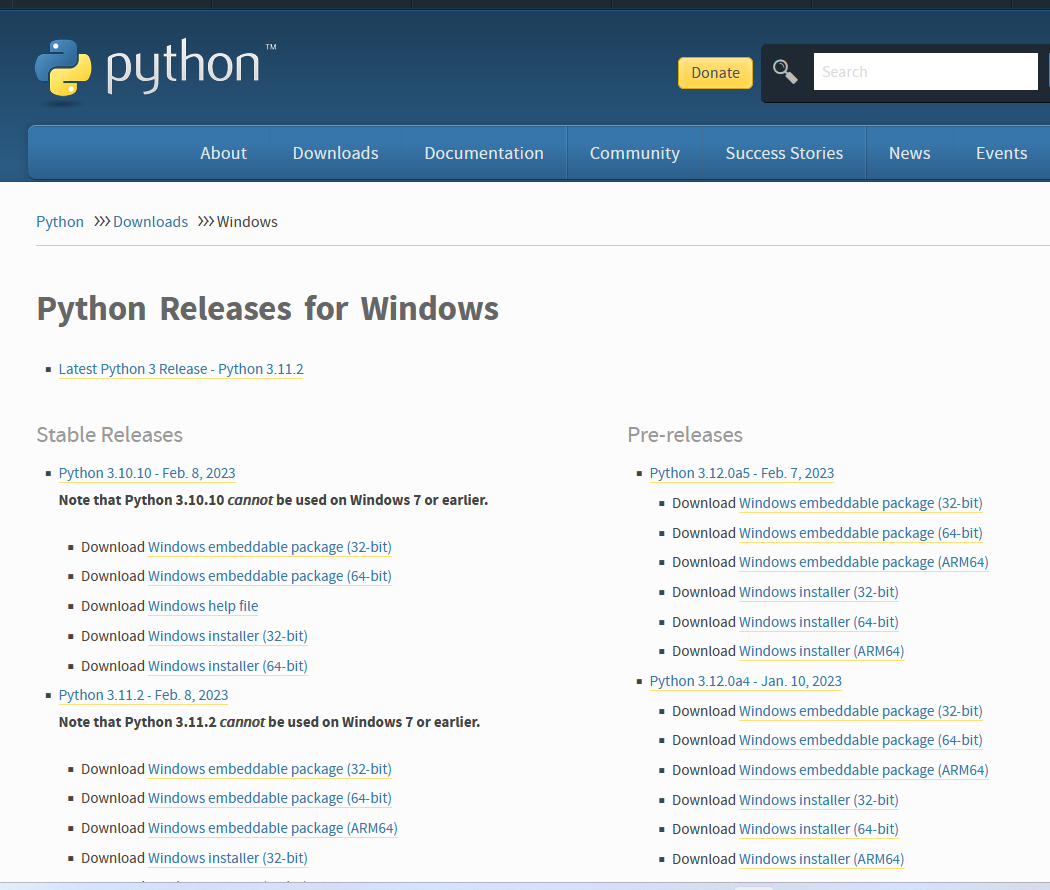 python™
Donate
Search
About
Downloads
Documentation
Community
Success Stories
News
Events
Python >>> Downloads >>> Windows
Python Releases for Windows
Latest Python 3 Release - Python 3.11.2
Stable Releases
Python 3.10.10 - Feb. 8, 2023
Note that Python 3.10.10 cannot be used on Windows 7 or earlier.
Download Windows embeddable package (32-bit)
Download Windows embeddable package (64-bit)
Download Windows help file
Download Windows installer (32-bit)
Download Windows installer (64-bit)
Python 3.11.2 - Feb. 8, 2023
Note that Python 3.11.2 cannot be used on Windows 7 or earlier.
Download Windows embeddable package (32-bit)
Download Windows embeddable package (64-bit)
Download Windows embeddable package (ARM64)
Download Windows installer (32-bit)
Pre-releases
Python 3.12.0a5 - Feb. 7, 2023
Download Windows embeddable package (32-bit)
Download Windows embeddable package (64-bit)
Download Windows embeddable package (ARM64)
Download Windows installer (32-bit)
Download Windows installer (64-bit)
Download Windows installer (ARM64)
Python 3.12.0a4 - Jan. 10, 2023
Download Windows embeddable package (32-bit)
Download Windows embeddable package (64-bit)
Download Windows embeddable package (ARM64)
Download Windows installer (32-bit)
Download Windows installer (64-bit)
Download Windows installer (ARM64)